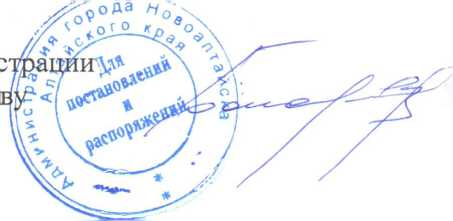 Администрация города Новоалтайска
Алтайского края
Для
постановлений
и
распоряжений
страции
ву